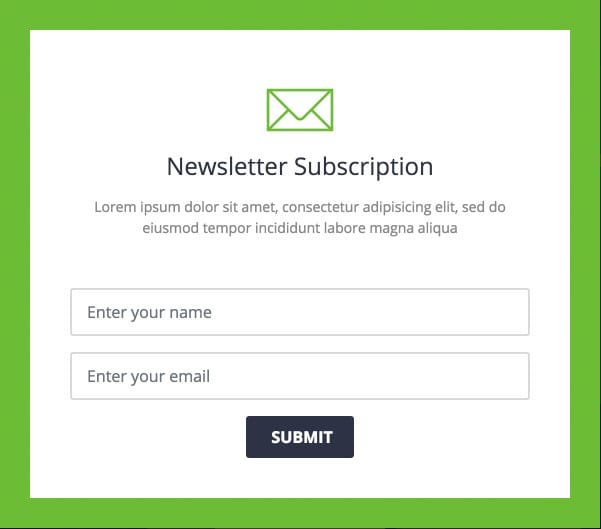 Newsletter Subscription
Lorem ipsum dolor sit amet, consectetur adipisicing elit, sed do
eiusmod tempor incididunt labore magna aliqua
Enter your name
Enter your email
SUBMIT